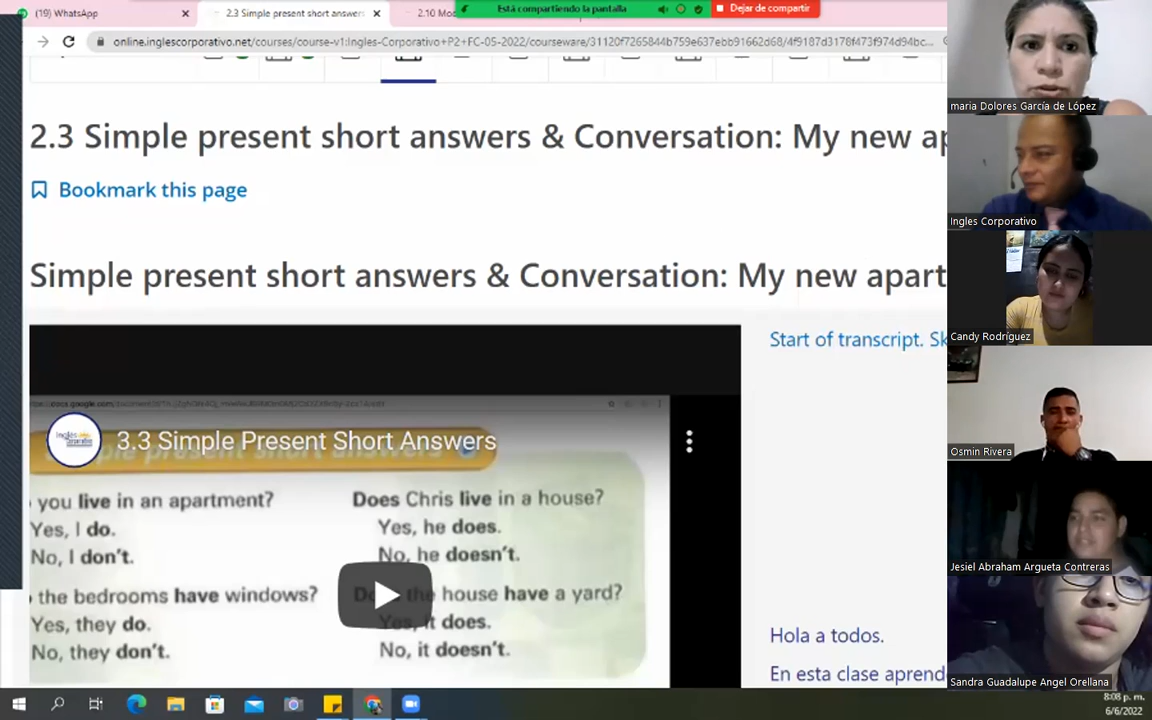 (19) WhatsApp
2.3 Simple present short answers
2.10 Mo
Está compartiendo la pantalla
Dejar de compartir
online.inglescorporativo.net/courses/course-v1:Ingles-Corporativo+P2+FC-05-2022/courseware/31120f7265844b759e637ebb91662d68/4f9187d3178f473f974d94bc...
2.3 Simple present short answers & Conversation: My new ap
Bookmark this page
Simple present short answers & Conversation: My new apart
Start of transcript. Sk
3.3 Simple Present Short Answers
you live in an apartment?
Yes, I do.
No, I don't.
the bedrooms have windows?
Yes, they do.
No, they don't.
Does Chris live in a house?
Yes, he does.
No, he doesn't.
the house have a yard?
Yes, it does.
No, it doesn't.
Hola a todos.
En esta clase aprend
maria Dolores García de López
Ingles Corporativo
Candy Rodríguez
Osmin Rivera
Jesiel Abraham Argueta Contreras
Sandra Guadalupe Angel Orellana
8:08 p. m.
6/6/2022